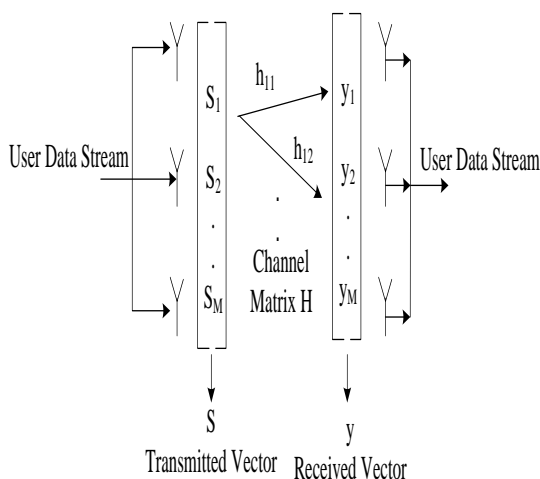 h11
S1
y1
User Data Stream
User Data Stream
h12
S2
y2
.
.
.
.
.
.
.
.
Channel
Matrix H
SM
yM
S
y
Transmitted Vector
Received Vector